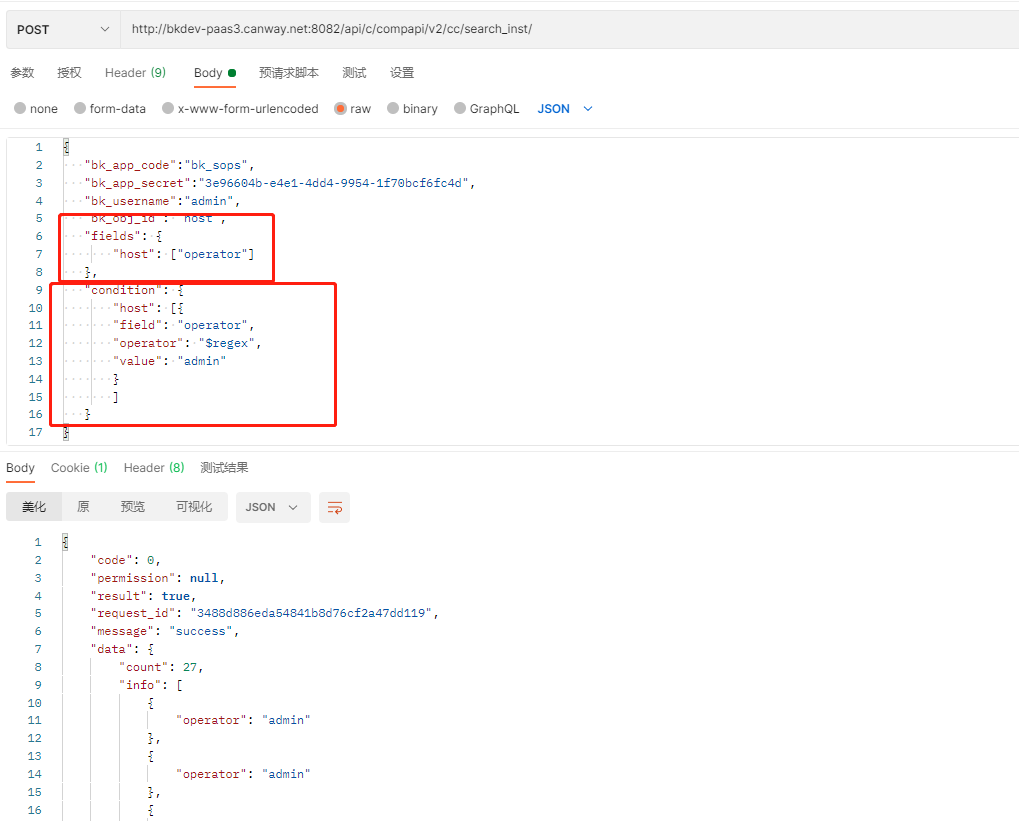 POST http://bkdev-paas3.canway.net:8082/api/c/compapi/v2/cc/search_inst/
参数 授权 Header (9) Body 预请求脚本 测试 设置
none form-data x-www-form-urlencoded raw binary GraphQL JSON
1 {
2 "bk_app_code":"bk_sops",
3 "bk_app_secret":"3e96604b-e4e1-4dd4-9954-1f70bcf6fc4d",
4 "bk_username":"admin",
5 "bk_obj_id": "host",
6 "fields": {
7 "host": ["operator"]
8 },
9 "condition": {
10 "host": [{
11 "field": "operator",
12 "operator": "$regex",
13 "value": "admin"
14 }
15 ]
16 }
17 }
Body Cookie (1) Header (8) 测试结果
美化 原 预览 可视化 JSON
1 {
2 "code": 0,
3 "permission": null,
4 "result": true,
5 "request_id": "3488d886eda54841b8d76cf2a47dd119",
6 "message": "success",
7 "data": {
8 "count": 27,
9 "info": [
10 {
11 "operator": "admin"
12 },
13 {
14 "operator": "admin"
15 },
16 {